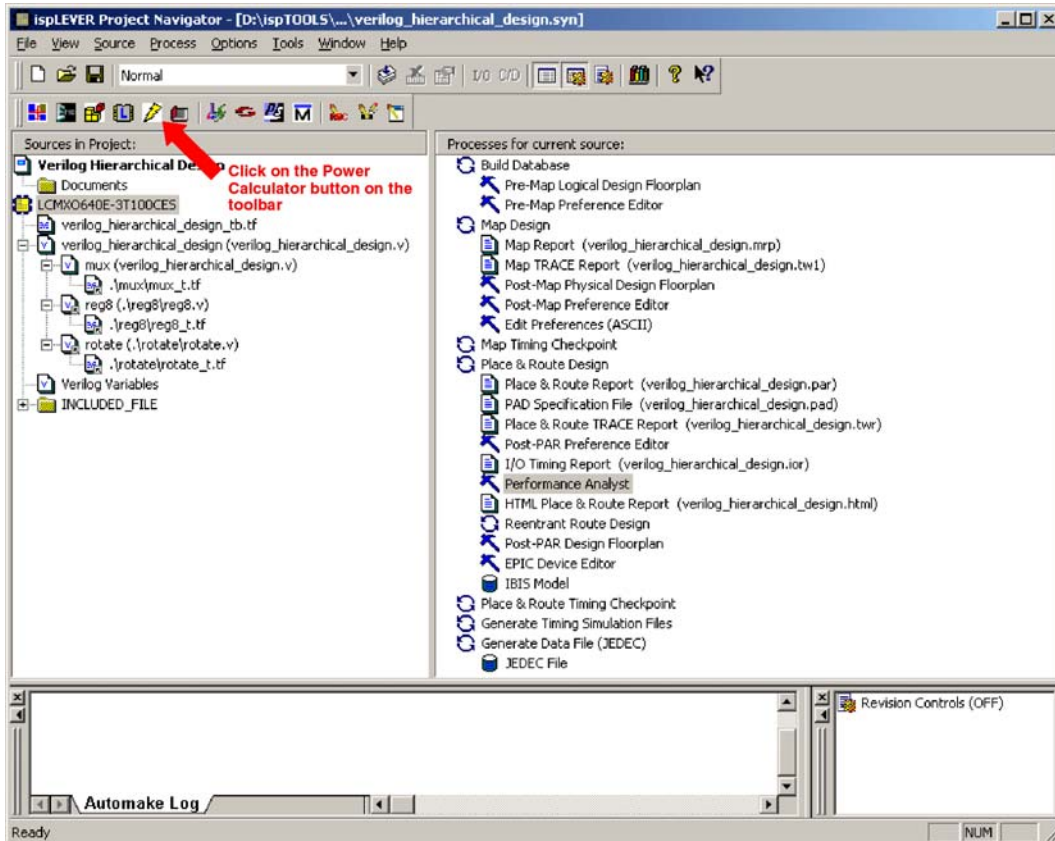 ispLEVER Project Navigator - [D:\ispTOOLS\...\verilog_hierarchical_design.syn]
File View Source Process Options Tools Window Help
Normal
I/O C/D
Sources in Project:
Verilog Hierarchical De
Click on the Power
Calculator button on the
toolbar
Documents
LCMXO640E-3T100CES
verilog_hierarchical_design_tb.tf
verilog_hierarchical_design (verilog_hierarchical_design.v)
mux (verilog_hierarchical_design.v)
.\mux\mux_t.tf
reg8 (.\reg8\reg8.v)
.\reg8\reg8_t.tf
rotate (.\rotate\rotate.v)
.\rotate\rotate_t.tf
Verilog Variables
INCLUDED_FILE
Processes for current source:
Build Database
Pre-Map Logical Design Floorplan
Pre-Map Preference Editor
Map Design
Map Report (verilog_hierarchical_design.mrp)
Map TRACE Report (verilog_hierarchical_design.tw1)
Post-Map Physical Design Floorplan
Post-Map Preference Editor
Edit Preferences (ASCII)
Map Timing Checkpoint
Place & Route Design
Place & Route Report (verilog_hierarchical_design.par)
PAD Specification File (verilog_hierarchical_design.pad)
Place & Route TRACE Report (verilog_hierarchical_design.twr)
Post-PAR Preference Editor
I/O Timing Report (verilog_hierarchical_design.ior)
Performance Analyst
HTML Place & Route Report (verilog_hierarchical_design.html)
Reentrant Route Design
Post-PAR Design Floorplan
EPIC Device Editor
IBIS Model
Place & Route Timing Checkpoint
Generate Timing Simulation Files
Generate Data File (JEDEC)
JEDEC File
Automake Log
Revision Controls (OFF)
Ready
NUM